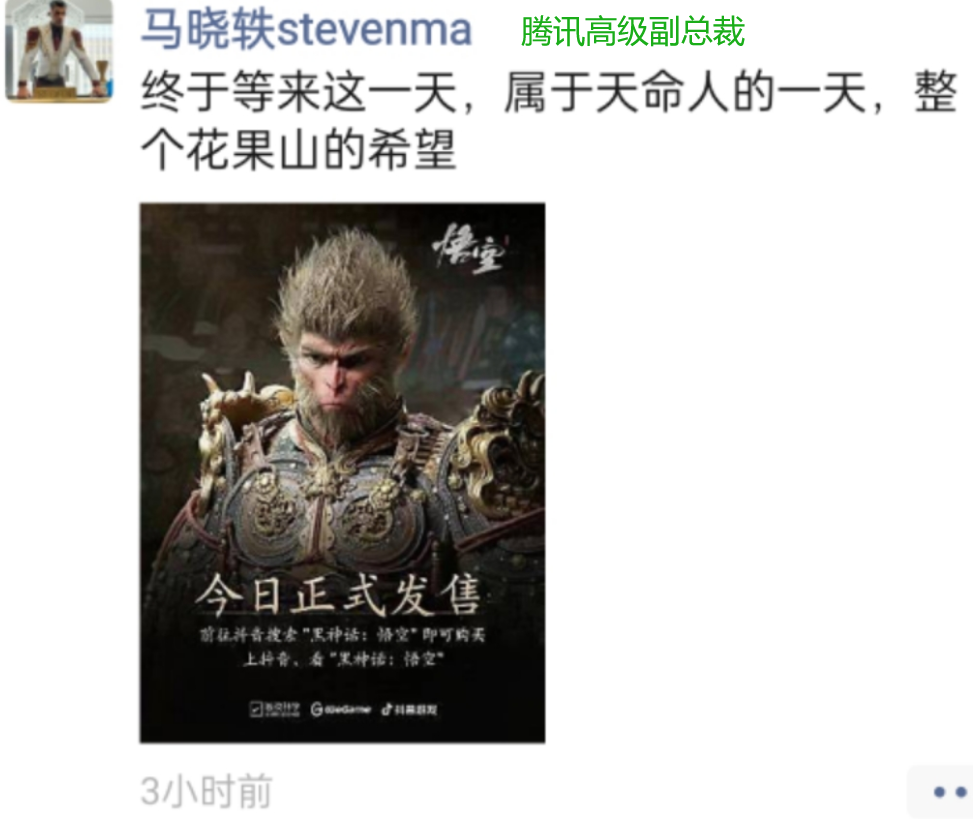 马晓轶stevenma 腾讯高级副总裁
终于等来这一天，属于天命人的一天，整
个花果山的希望
悟空
今日正式发售
前往抖音搜索"黑神话：悟空"即可购买
上抖音，看"黑神话：悟空"
WeGame
3小时前